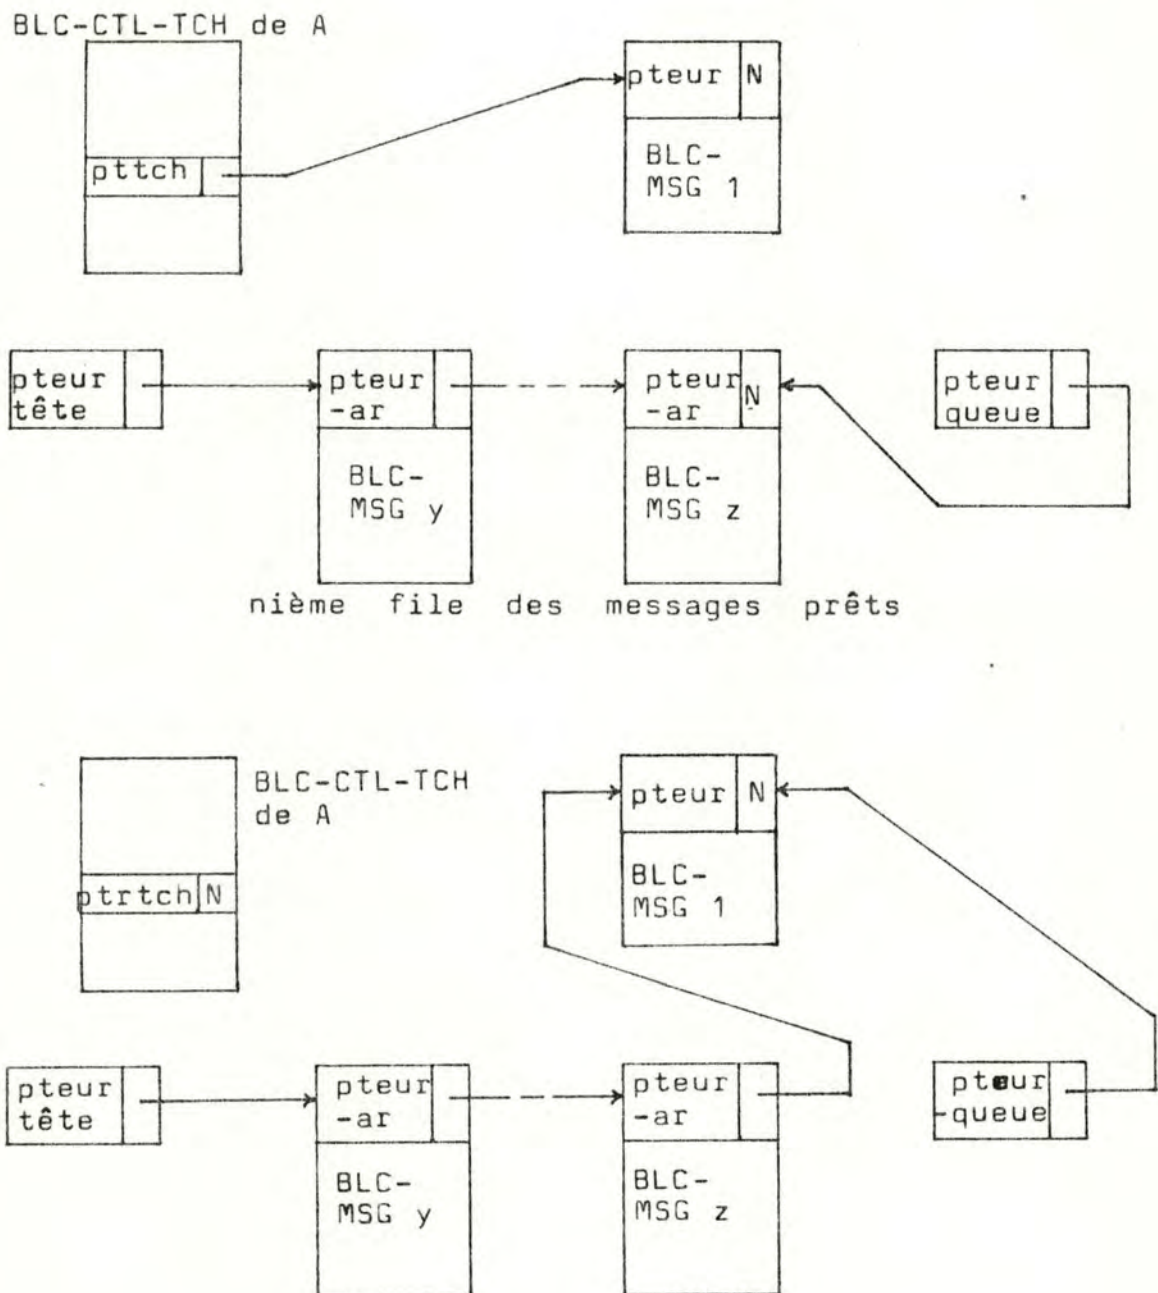 BLC-CTL-TCH de A
pteur N
pttch
BLC-
MSG 1
pteur
tête
pteur
-ar
pteur
-ar
N
pteur
queue
BLC-
MSG y
BLC-
MSG z
nième file des messages prêts
BLC-CTL-TCH
de A
pteur N
ptrtch N
BLC-
MSG 1
pteur
tête
pteur
-ar
pteur
-ar
pteur
-queue
BLC-
MSG y
BLC-
MSG z